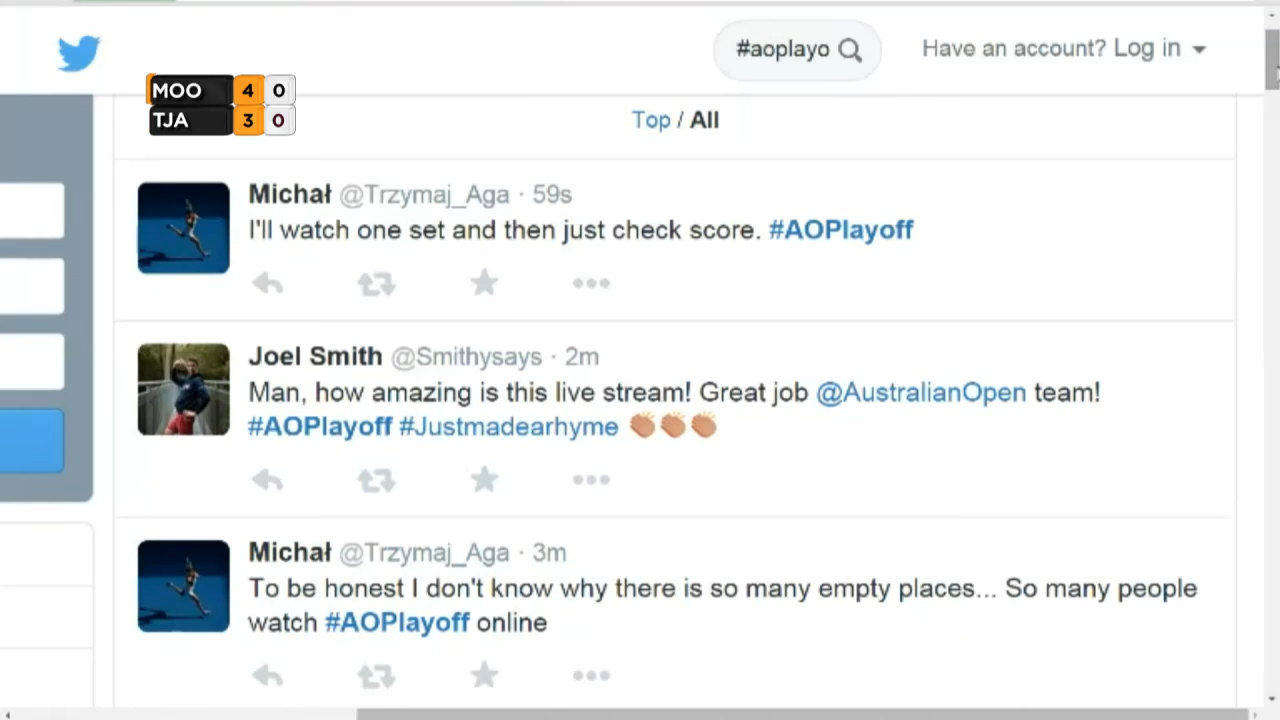 #aoplayo
Have an account? Log in
MOO 4 0
TJA 3 0
Top / All
Michał @Trzymaj_Aga · 59s
I'll watch one set and then just check score. #AOPlayoff
Joel Smith @Smithysays · 2m
Man, how amazing is this live stream! Great job @AustralianOpen team!
#AOPlayoff #Justmadearhyme 👏👏👏
Michał @Trzymaj_Aga · 3m
To be honest I don't know why there is so many empty places... So many people
watch #AOPlayoff online